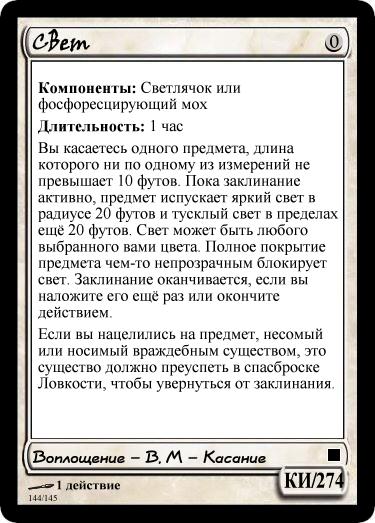 Свет
0
Компоненты: Светлячок или
фосфоресцирующий мох
Длительность: 1 час
Вы касаетесь одного предмета, длина
которого ни по одному из измерений не
превышает 10 футов. Пока заклинание
активно, предмет испускает яркий свет в
радиусе 20 футов и тусклый свет в пределах
ещё 20 футов. Свет может быть любого
выбранного вами цвета. Полное покрытие
предмета чем-то непрозрачным блокирует
свет. Заклинание оканчивается, если вы
наложите его ещё раз или окончите
действием.
Если вы нацелились на предмет, несомый
или носимый враждебным существом, это
существо должно преуспеть в спасброске
Ловкости, чтобы увернуться от заклинания.
Воплощение – В, М – Касание
1 действие
КИ/274
144/145